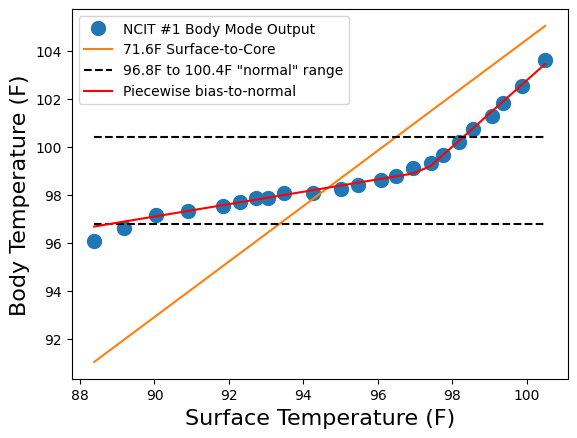 NCIT #1 Body Mode Output
71.6F Surface-to-Core
96.8F to 100.4F "normal" range
Piecewise bias-to-normal
104
102
100
98
96
94
92
Body Temperature (F)
88 90 92 94 96 98 100
Surface Temperature (F)